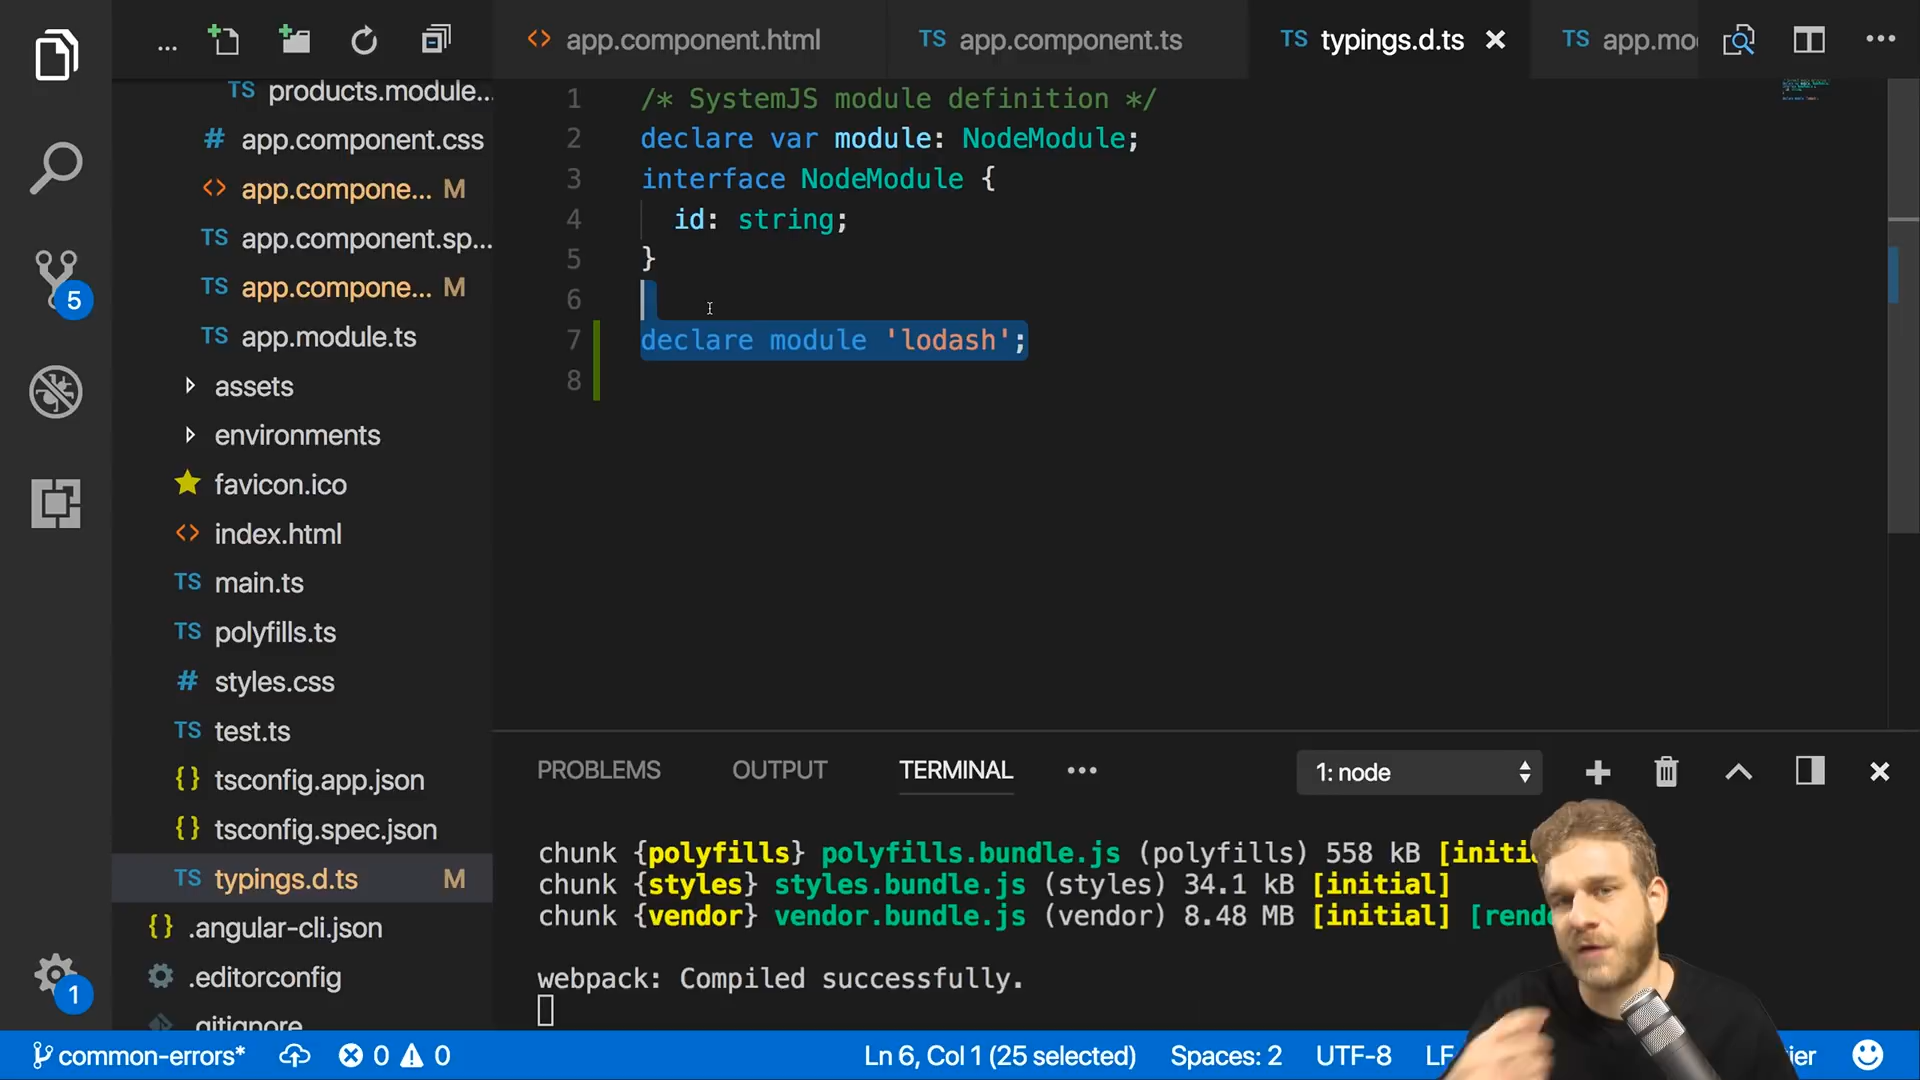 ...
app.component.html
TS app.component.ts
TS typings.d.ts
TS app.mo
TS products.module...
# app.component.css
<> app.compone... M
TS app.component.sp...
TS app.compone... M
TS app.module.ts
assets
environments
favicon.ico
<> index.html
TS main.ts
TS polyfills.ts
# styles.css
TS test.ts
{} tsconfig.app.json
{} tsconfig.spec.json
TS typings.d.ts M
{} .angular-cli.json
.editorconfig
.gitignore
5
1
1 /* SystemJS module definition */
2 declare var module: NodeModule;
3 interface NodeModule {
4 id: string;
5 }
6
7 declare module 'lodash';
8
PROBLEMS OUTPUT TERMINAL ...
1: node
chunk {polyfills} polyfills.bundle.js (polyfills) 558 kB [initia
chunk {styles} styles.bundle.js (styles) 34.1 kB [initial]
chunk {vendor} vendor.bundle.js (vendor) 8.48 MB [initial] [rende
webpack: Compiled successfully.
common-errors* 0 0 Ln 6, Col 1 (25 selected) Spaces: 2 UTF-8 LF